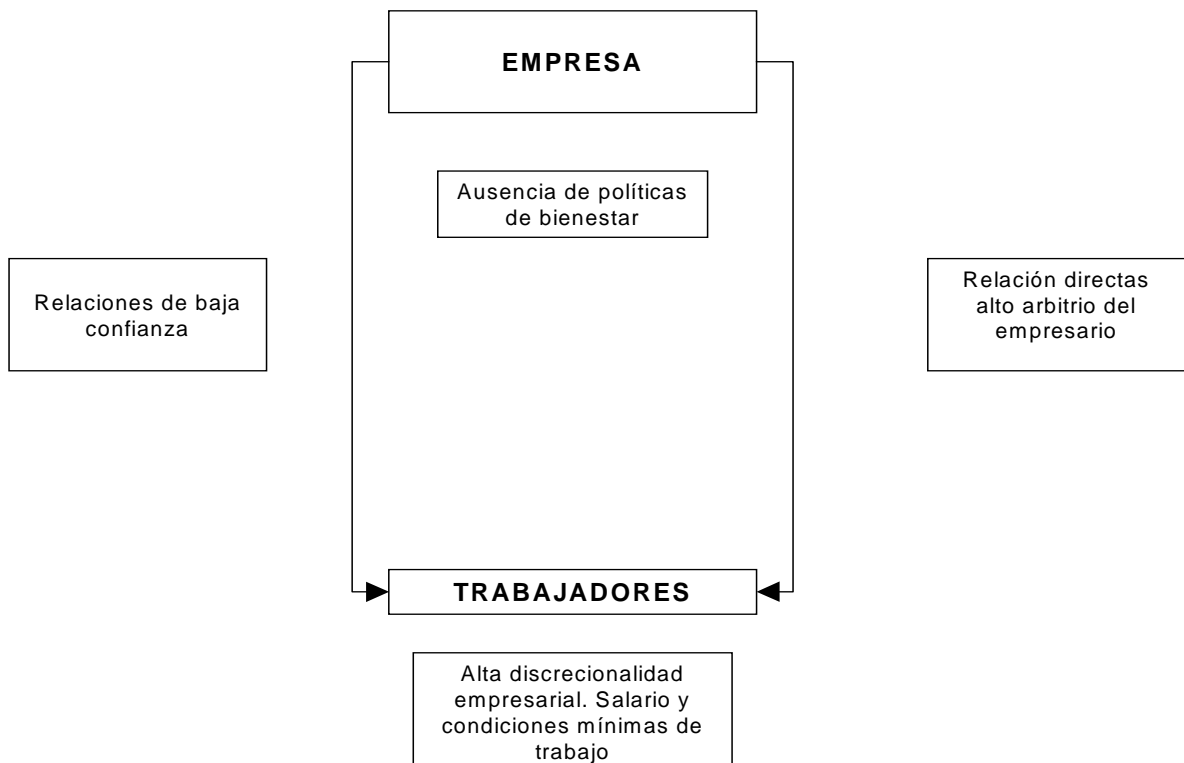 EMPRESA
Ausencia de políticas
de bienestar
Relaciones de baja
confianza
Relación directas
alto arbitrio del
empresario
TRABAJADORES
Alta discrecionalidad
empresarial. Salario y
condiciones mínimas de
trabajo